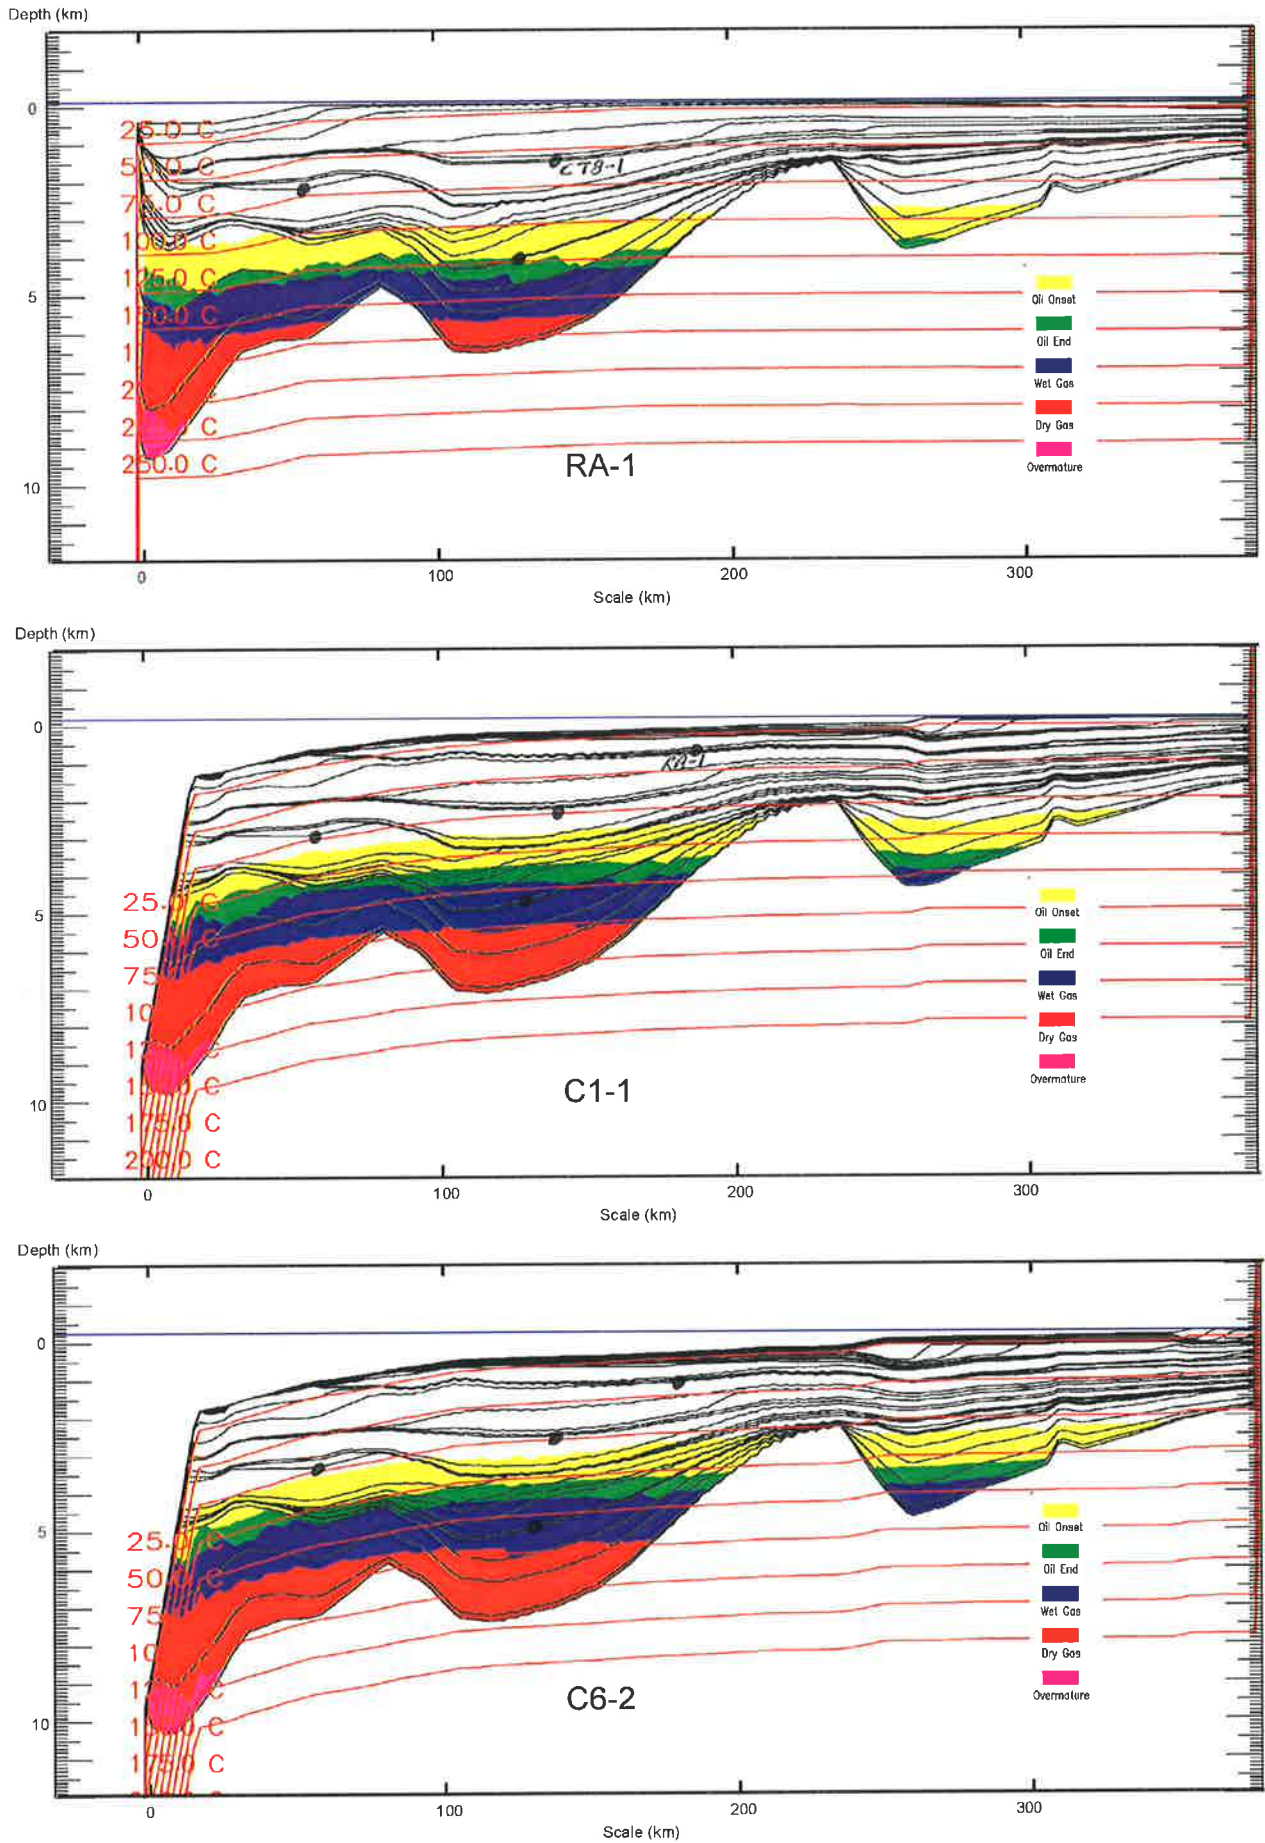 Depth (km)
0
25.0 C
50.0 C
CT8-1
75.0 C
100.0 C
125.0 C
5
150.0 C
Oil Onset
Oil End
Wet Gas
Dry Gas
Overmature
250.0 C
RA-1
10
0
100
200
300
Scale (km)
Depth (km)
0
RA-1
25.0 C
5
50
75
10
Oil Onset
Oil End
Wet Gas
Dry Gas
Overmature
C1-1
10
175.0 C
200.0 C
0
100
200
300
Scale (km)
Depth (km)
0
5
25.0
50
75
10
Oil Onset
Oil End
Wet Gas
Dry Gas
Overmature
C6-2
10
175.0 C
0
100
200
300
Scale (km)